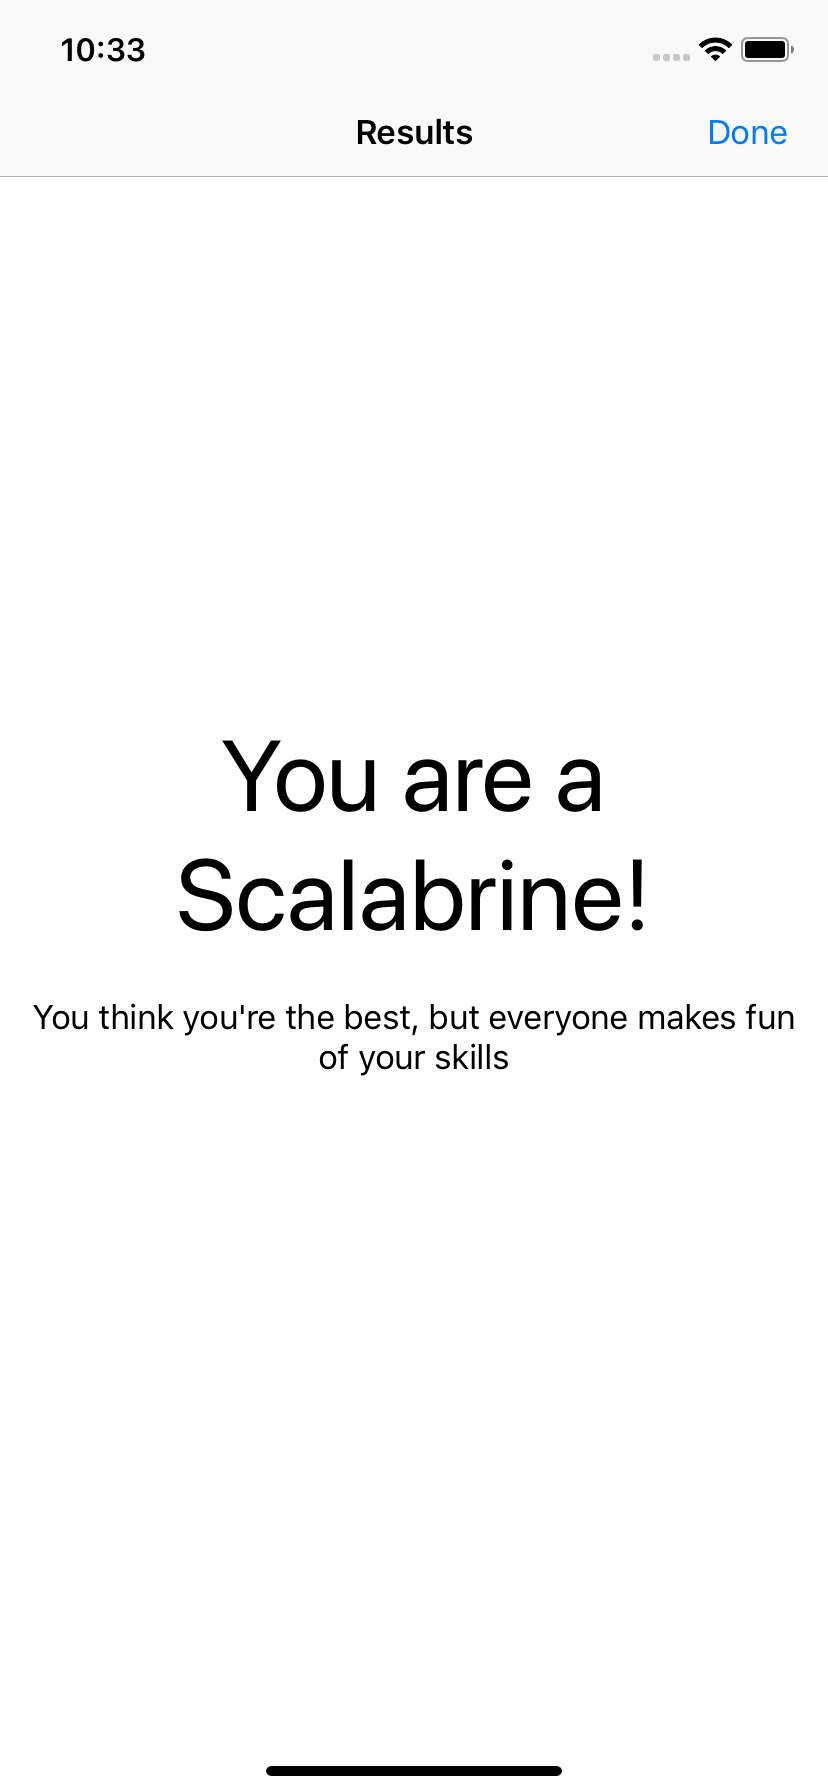 10:33
Results
Done
You are a
Scalabrine!
You think you're the best, but everyone makes fun
of your skills